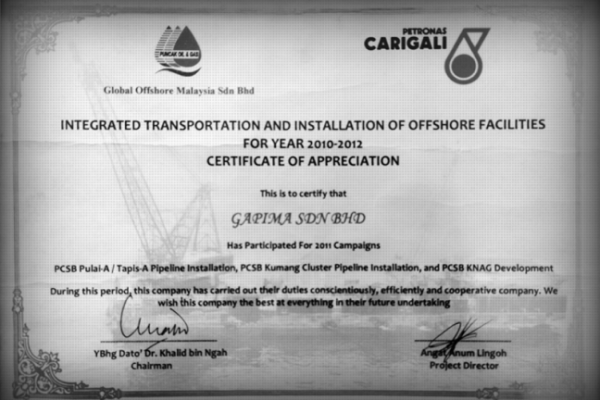 PUNCAK OIL & GAS
Global Offshore Malaysia Sdn Bhd
PETRONAS
CARIGALI
INTEGRATED TRANSPORTATION AND INSTALLATION OF OFFSHORE FACILITIES
FOR YEAR 2010-2012
CERTIFICATE OF APPRECIATION
This is to certify that
GAPIMA SDN BHD
Has Participated For 2011 Campaigns
PCSB Pulai-A / Tapis-A Pipeline Installation, PCSB Kumang Cluster Pipeline Installation, and PCSB KNAG Development
During this period, this company has carried out their duties conscientiously, efficiently and cooperative company. We
wish this company the best at everything in their future undertaking
YBhg Dato' Dr. Khalid bin Ngah
Chairman
Angat Anum Lingoh
Project Director